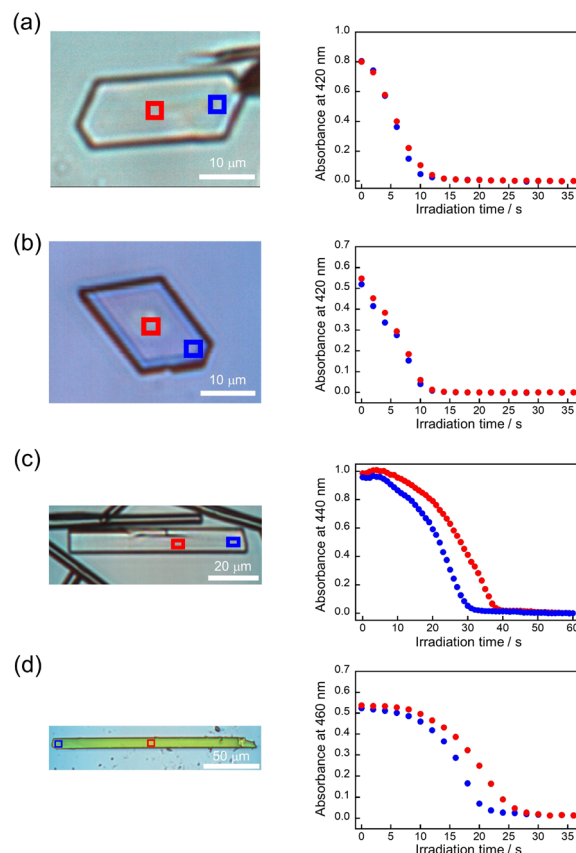 (a)
10 μm
Absorbance at 420 nm
0.8
0.6
0.4
0.2
0.0
0 5 10 15 20 25 30 35
Irradiation time / s
(b)
10 μm
Absorbance at 420 nm
0.7
0.6
0.5
0.4
0.3
0.2
0.1
0.0
0 5 10 15 20 25 30 35
Irradiation time / s
(c)
20 μm
Absorbance at 440 nm
1.0
0.8
0.6
0.4
0.2
0.0
0 10 20 30 40 50 60
Irradiation time / s
(d)
50 μm
Absorbance at 460 nm
0.7
0.6
0.5
0.4
0.3
0.2
0.1
0.0
0 5 10 15 20 25 30 35
Irradiation time / s